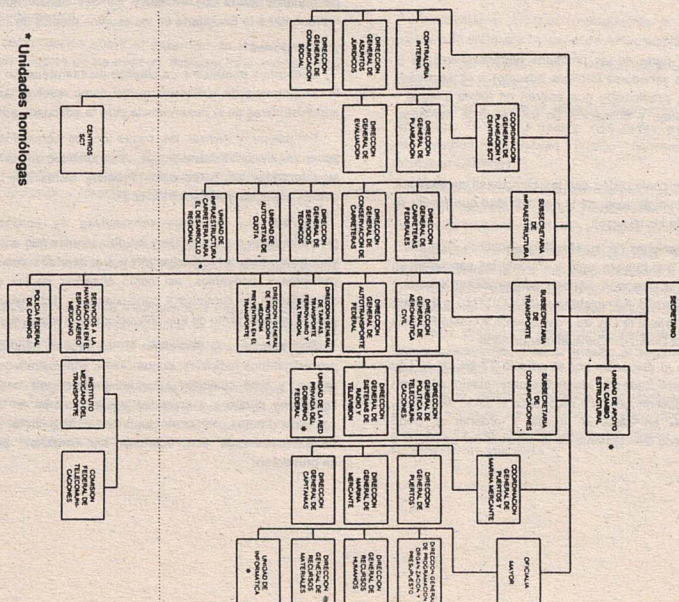 SECRETARIO
UNIDAD DE APOYO
AL CAMBIO
ESTRUCTURAL
*
COORDINACION
GENERAL DE
PLANEACION Y
CENTROS SCT
SUBSECRETARIA
DE
INFRAESTRUCTURA
SUBSECRETARIA
DE
TRANSPORTE
SUBSECRETARIA
DE
COMUNICACIONES
COORDINACION
GENERAL DE
PUERTOS Y
MARINA MERCANTE
OFICIALIA
MAYOR
CONTRALORIA
INTERNA
DIRECCION
GENERAL DE
ASUNTOS
JURIDICOS
DIRECCION
GENERAL DE
COMUNICACION
SOCIAL
DIRECCION
GENERAL DE
PLANEACION
DIRECCION
GENERAL DE
EVALUACION
DIRECCION
GENERAL DE
CARRETERAS
FEDERALES
DIRECCION
GENERAL DE
CONSERVACION DE
CARRETERAS
DIRECCION
GENERAL DE
SERVICIOS
TECNICOS
UNIDAD DE
AUTOPISTAS DE
CUOTA
UNIDAD DE
INFRAESTRUCTURA
CARRETERA PARA
EL DESARROLLO
REGIONAL
*
DIRECCION
GENERAL DE
AERONAUTICA
CIVIL
DIRECCION
GENERAL DE
AUTOTRANSPORTE
FEDERAL
DIRECCION GENERAL
DE TARIFAS
TRANSPORTE
FERROVIARIO Y
MULTIMODAL
DIRECCION GENERAL
DE PROTECCION Y
MEDICINA
PREVENTIVA EN EL
TRANSPORTE
DIRECCION
GENERAL DE
POLITICA DE
TELECOMUNI-
CACIONES
DIRECCION
GENERAL DE
SISTEMAS DE
RADIO Y
TELEVISION
UNIDAD DE LA RED
PRIVADA DEL
GOBIERNO *
FEDERAL
DIRECCION
GENERAL DE
PUERTOS
DIRECCION
GENERAL DE
MARINA
MERCANTE
DIRECCION
GENERAL DE
CAPITANIAS
DIRECCION GENERAL
DE PROGRAMACION
ORGANIZACION Y
PRESUPUESTO
DIRECCION
GENERAL DE
RECURSOS
HUMANOS
DIRECCION
GENERAL DE
RECURSOS
MATERIALES
UNIDAD DE
INFORMATICA
*
CENTROS
SCT
SERVICIOS A LA
NAVEGACION EN EL
ESPACIO AEREO
MEXICANO
POLICIA FEDERAL
DE CAMINOS
INSTITUTO
MEXICANO DEL
TRANSPORTE
COMISION
FEDERAL DE
TELECOMUNI-
CACIONES
* Unidades homólogas